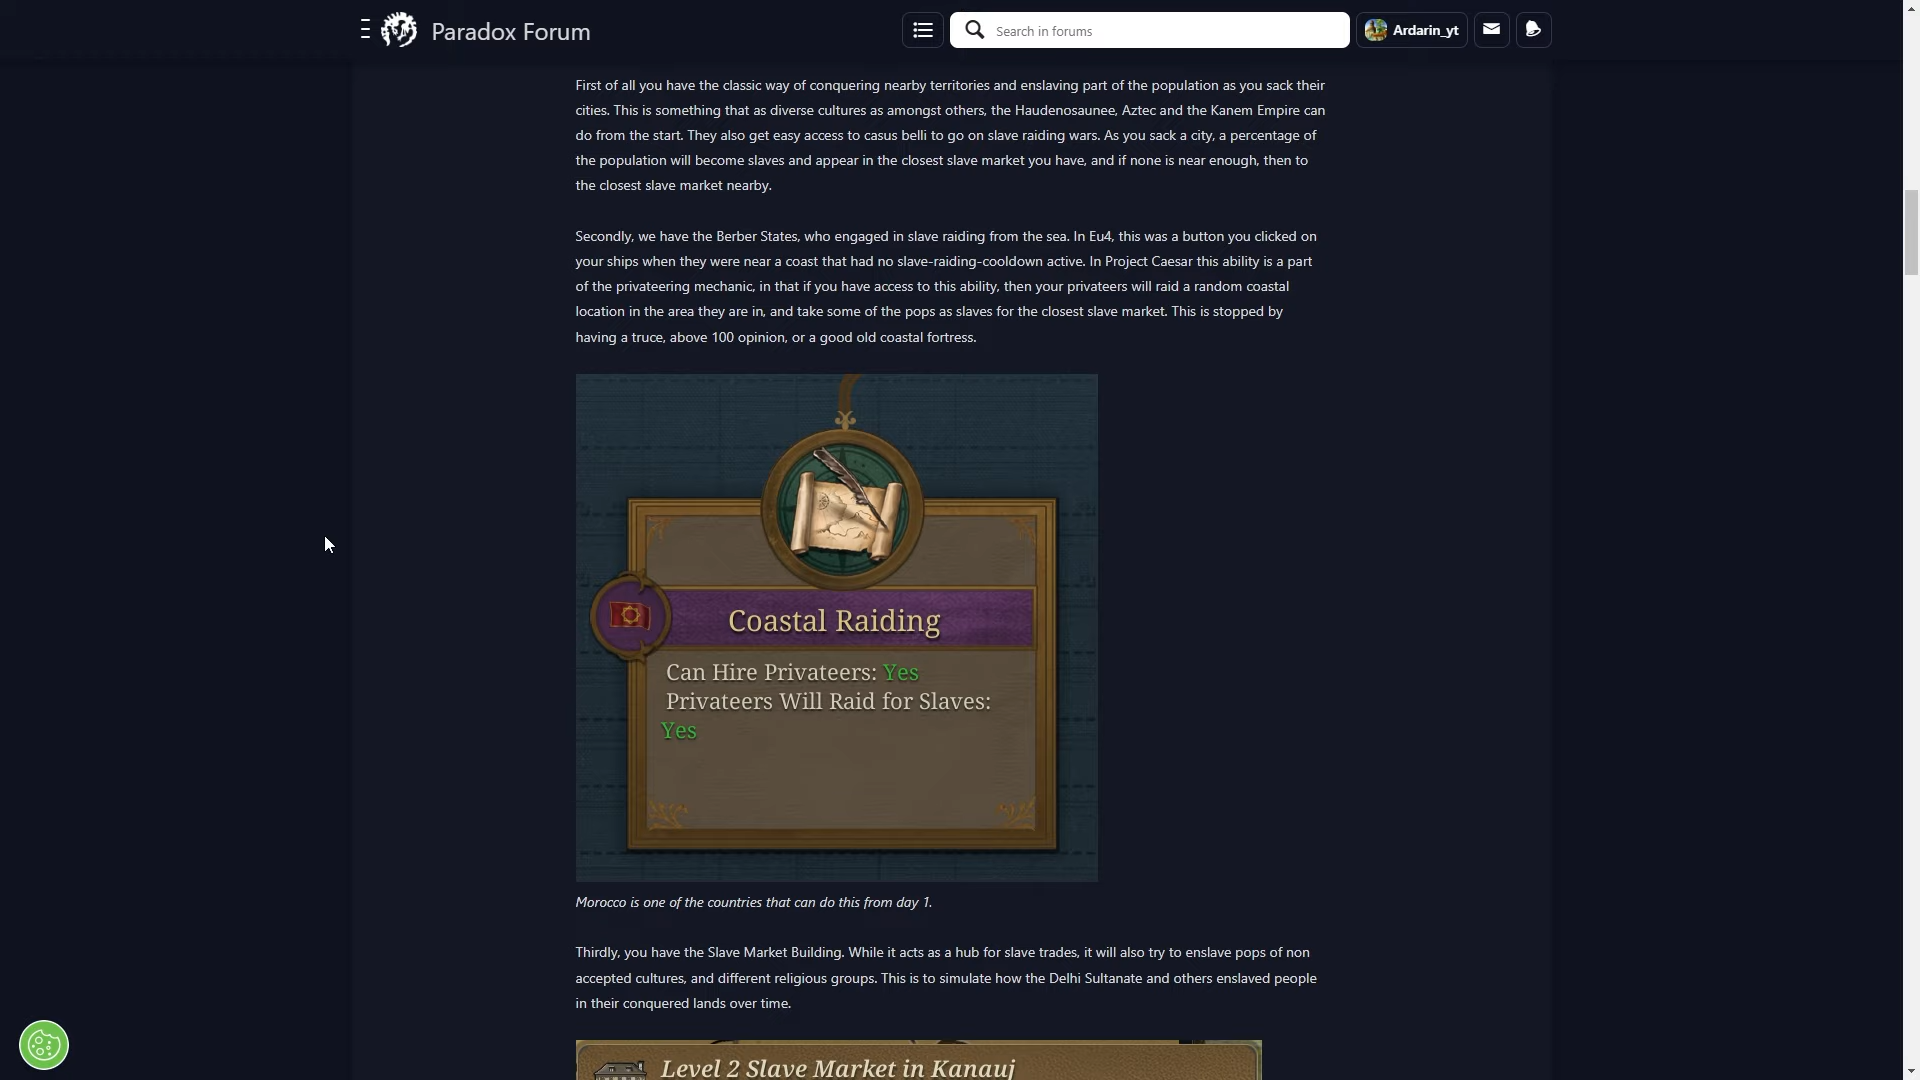 Paradox Forum
Search in forums
Ardarin_yt
First of all you have the classic way of conquering nearby territories and enslaving part of the population as you sack their
cities. This is something that as diverse cultures as amongst others, the Haudenosaunee, Aztec and the Kanem Empire can
do from the start. They also get easy access to casus belli to go on slave raiding wars. As you sack a city, a percentage of
the population will become slaves and appear in the closest slave market you have, and if none is near enough, then to
the closest slave market nearby.
Secondly, we have the Berber States, who engaged in slave raiding from the sea. In Eu4, this was a button you clicked on
your ships when they were near a coast that had no slave-raiding-cooldown active. In Project Caesar this ability is a part
of the privateering mechanic, in that if you have access to this ability, then your privateers will raid a random coastal
location in the area they are in, and take some of the pops as slaves for the closest slave market. This is stopped by
having a truce, above 100 opinion, or a good old coastal fortress.
Coastal Raiding
Can Hire Privateers: Yes
Privateers Will Raid for Slaves:
Yes
Morocco is one of the countries that can do this from day 1.
Thirdly, you have the Slave Market Building. While it acts as a hub for slave trades, it will also try to enslave pops of non
accepted cultures, and different religious groups. This is to simulate how the Delhi Sultanate and others enslaved people
in their conquered lands over time.
Level 2 Slave Market in Kanauj